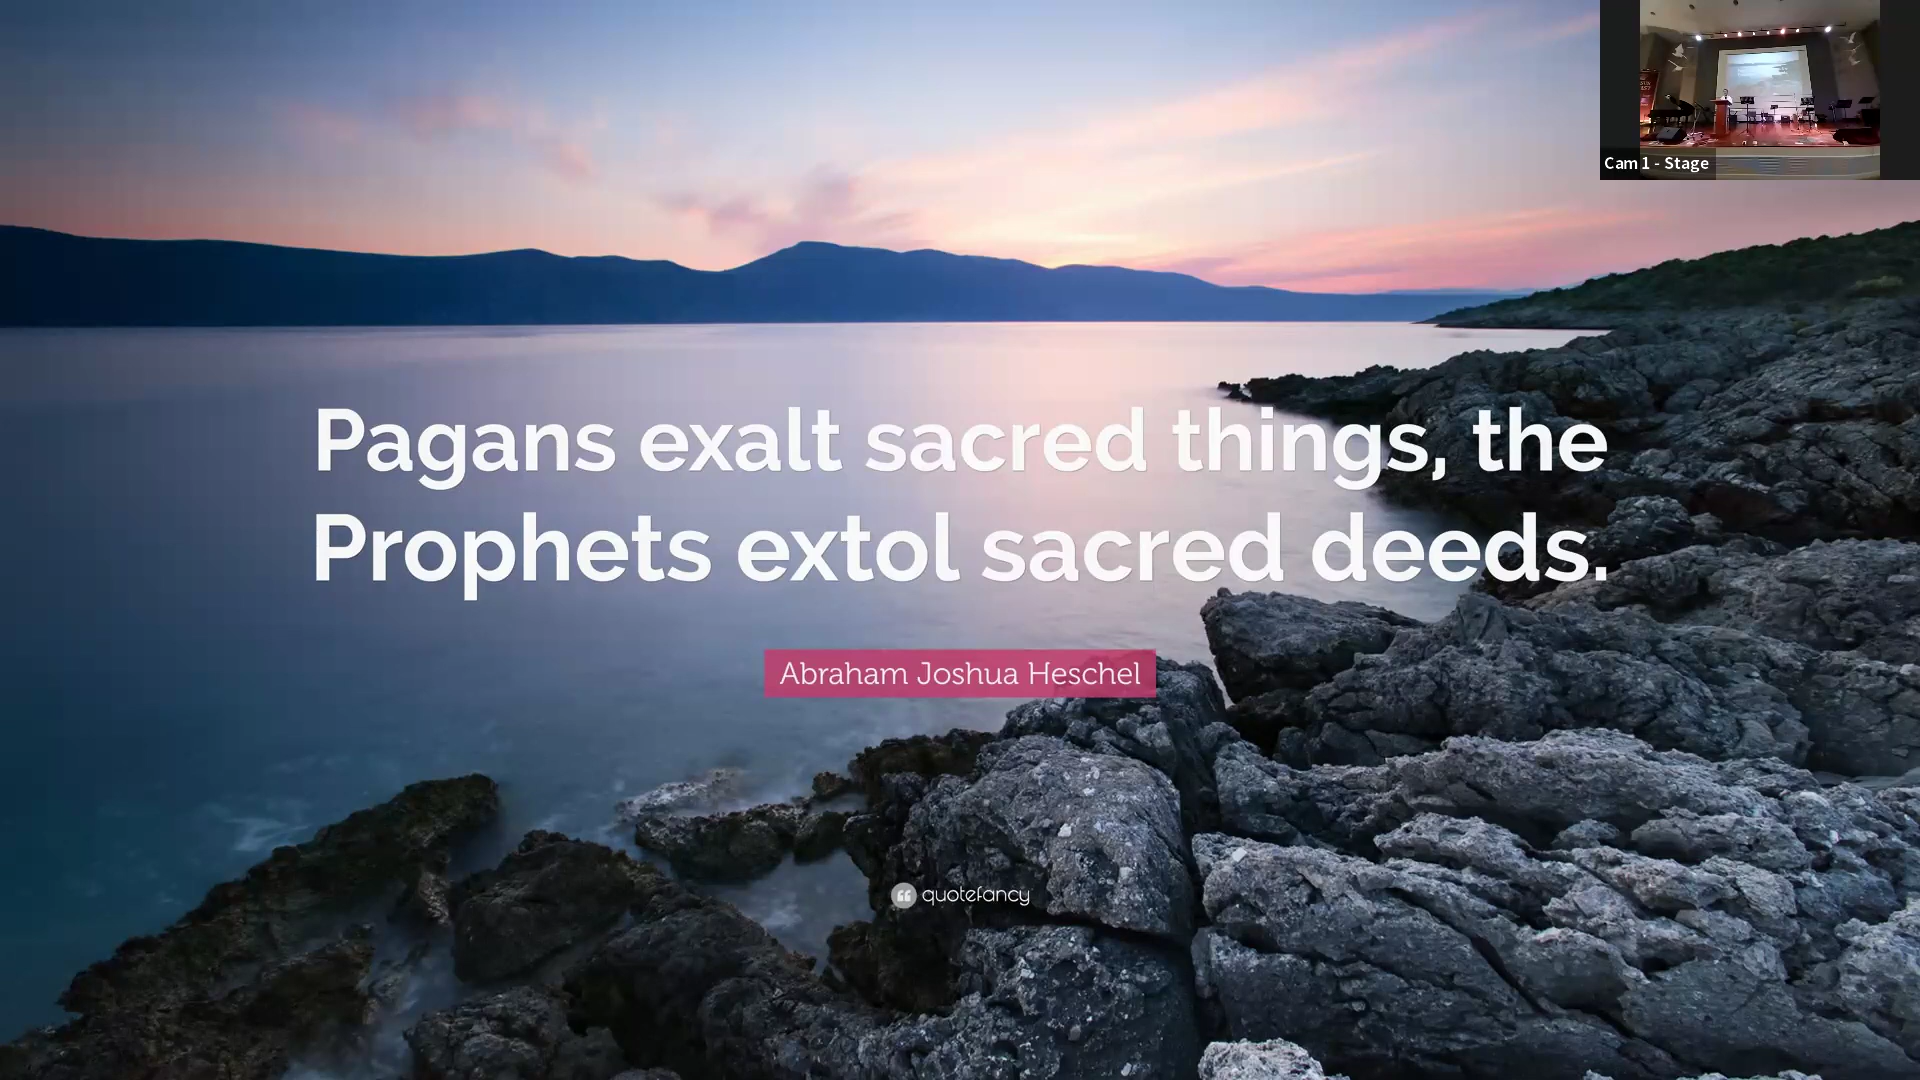 Cam 1 - Stage
Pagans exalt sacred things, the
Prophets extol sacred deeds.
Abraham Joshua Heschel
quotefancy